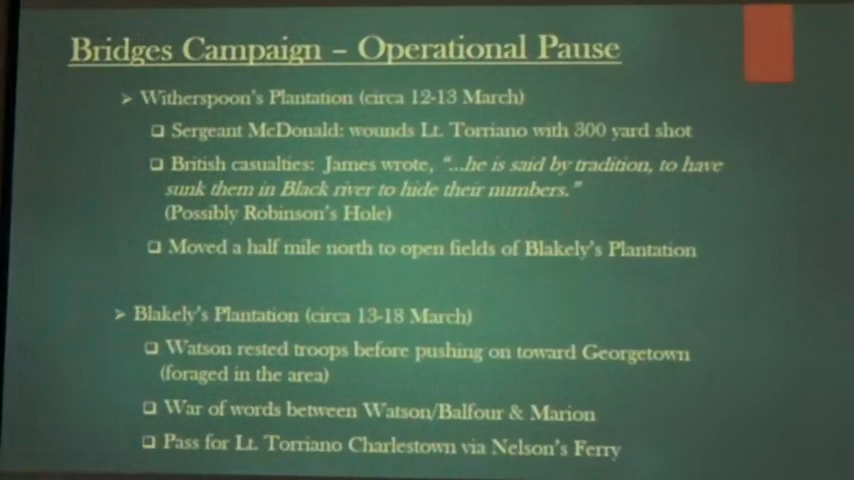 Bridges Campaign – Operational Pause
➢ Witherspoon's Plantation (circa 12-13 March)
❑ Sergeant McDonald: wounds Lt. Torriano with 300 yard shot
❑ British casualties: James wrote, "...he is said by tradition, to have
sunk them in Black river to hide their numbers."
(Possibly Robinson's Hole)
❑ Moved a half mile north to open fields of Blakely's Plantation
➢ Blakely's Plantation (circa 13-18 March)
❑ Watson rested troops before pushing on toward Georgetown
(foraged in the area)
❑ War of words between Watson/Balfour & Marion
❑ Pass for Lt. Torriano Charlestown via Nelson's Ferry